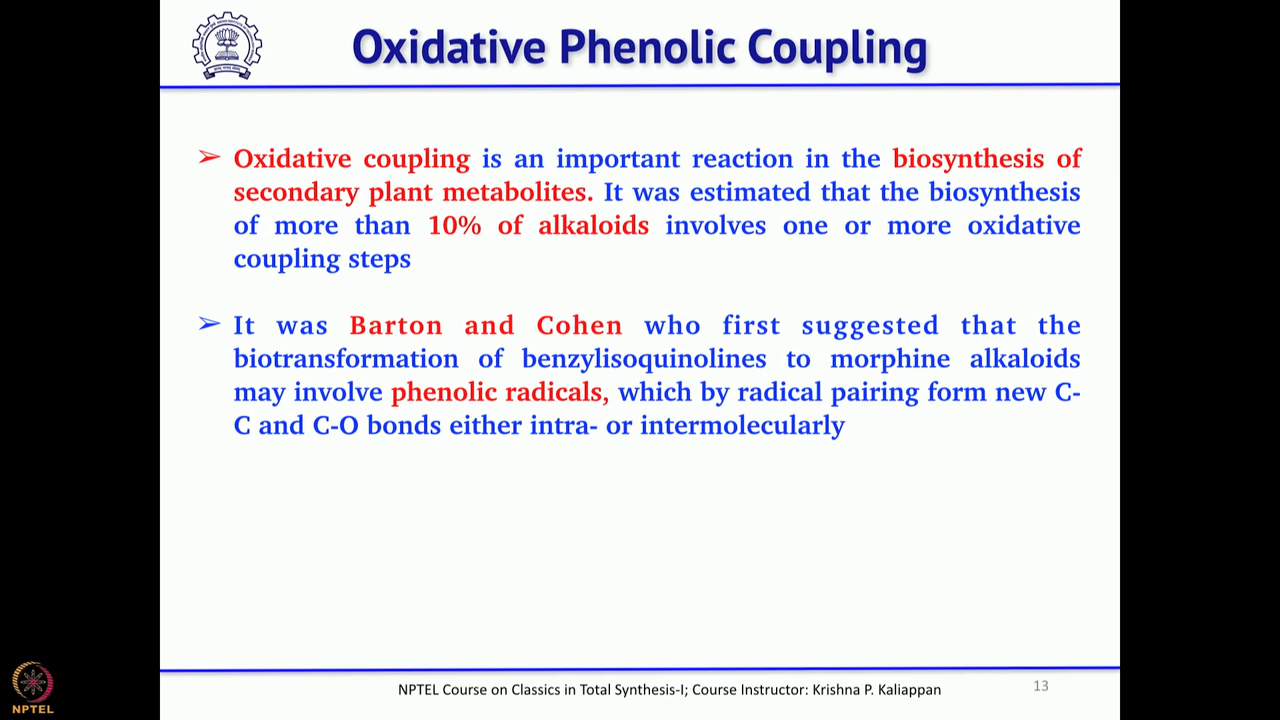 Oxidative Phenolic Coupling
➢ Oxidative coupling is an important reaction in the biosynthesis of
secondary plant metabolites. It was estimated that the biosynthesis
of more than 10% of alkaloids involves one or more oxidative
coupling steps
➢ It was Barton and Cohen who first suggested that the
biotransformation of benzylisoquinolines to morphine alkaloids
may involve phenolic radicals, which by radical pairing form new C-
C and C-O bonds either intra- or intermolecularly
NPTEL Course on Classics in Total Synthesis-I; Course Instructor: Krishna P. Kaliappan
13
NPTEL